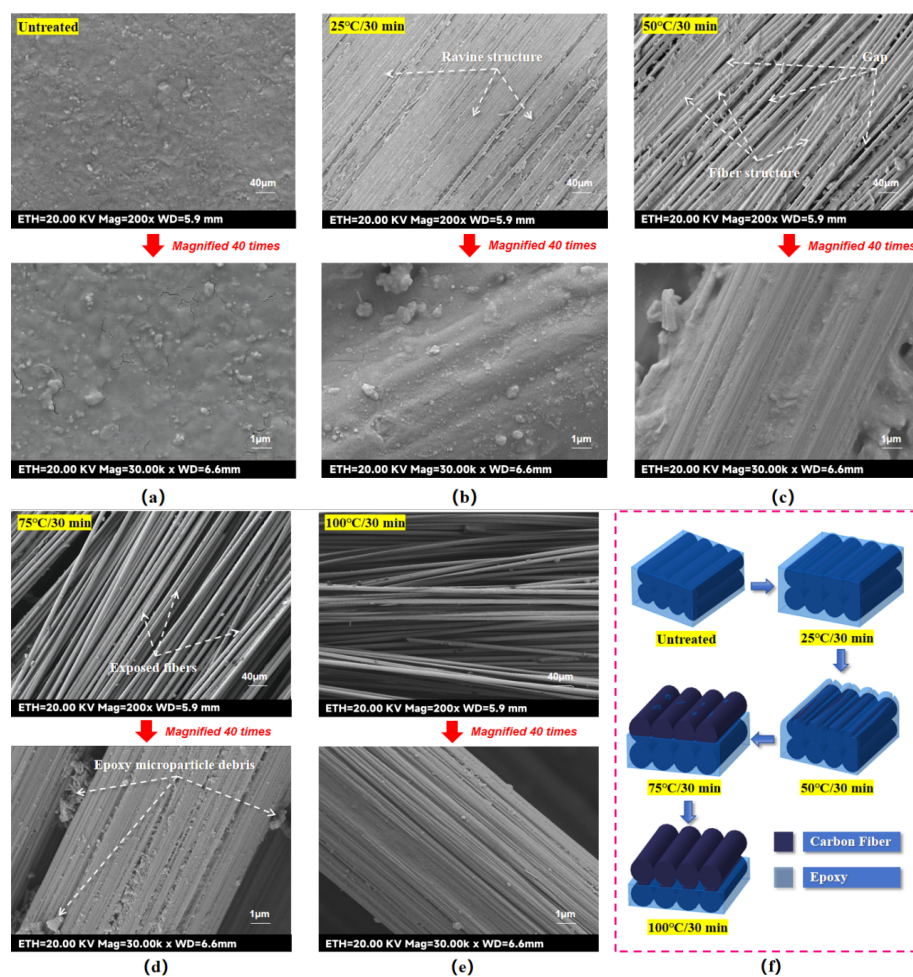 Untreated
25℃/30 min
50℃/30 min
Ravine structure
Gap
Fiber structure
40μm
40μm
40μm
ETH=20.00 KV Mag=200x WD=5.9 mm
ETH=20.00 KV Mag=200x WD=5.9 mm
ETH=20.00 KV Mag=200x WD=5.9 mm
Magnified 40 times
Magnified 40 times
Magnified 40 times
1μm
1μm
1μm
ETH=20.00 KV Mag=30.00k x WD=6.6mm
ETH=20.00 KV Mag=30.00k x WD=6.6mm
ETH=20.00 KV Mag=30.00k x WD=6.6mm
(a)
(b)
(c)
75℃/30 min
100℃/30 min
Exposed fibers
40μm
40μm
ETH=20.00 KV Mag=200x WD=5.9 mm
ETH=20.00 KV Mag=200x WD=5.9 mm
Magnified 40 times
Magnified 40 times
Epoxy microparticle debris
1μm
1μm
ETH=20.00 KV Mag=30.00k x WD=6.6mm
ETH=20.00 KV Mag=30.00k x WD=6.6mm
(d)
(e)
Untreated
25℃/30 min
75℃/30 min
50℃/30 min
Carbon Fiber
Epoxy
100℃/30 min
(f)